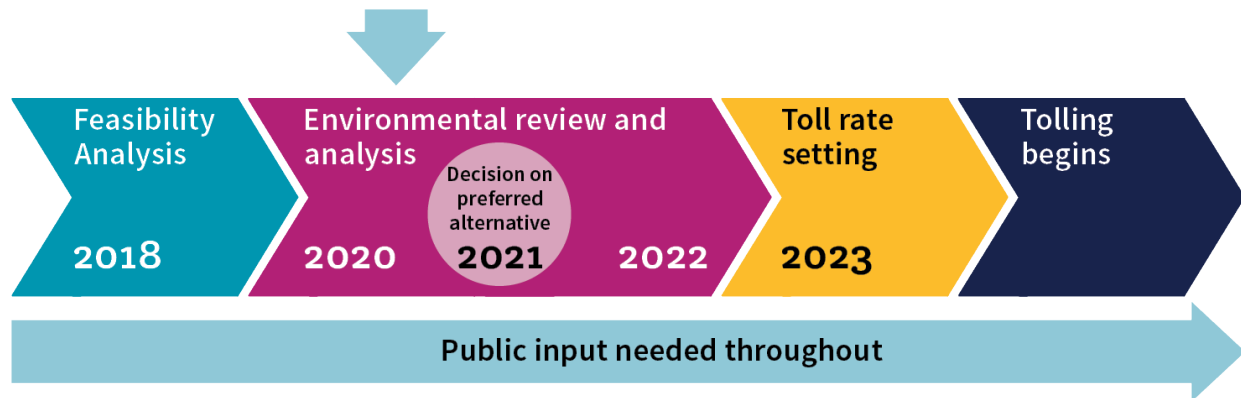 Feasibility
Analysis
2018
Environmental review and
analysis
Decision on
preferred
alternative
2020
2021
2022
Toll rate
setting
2023
Tolling
begins
Public input needed throughout